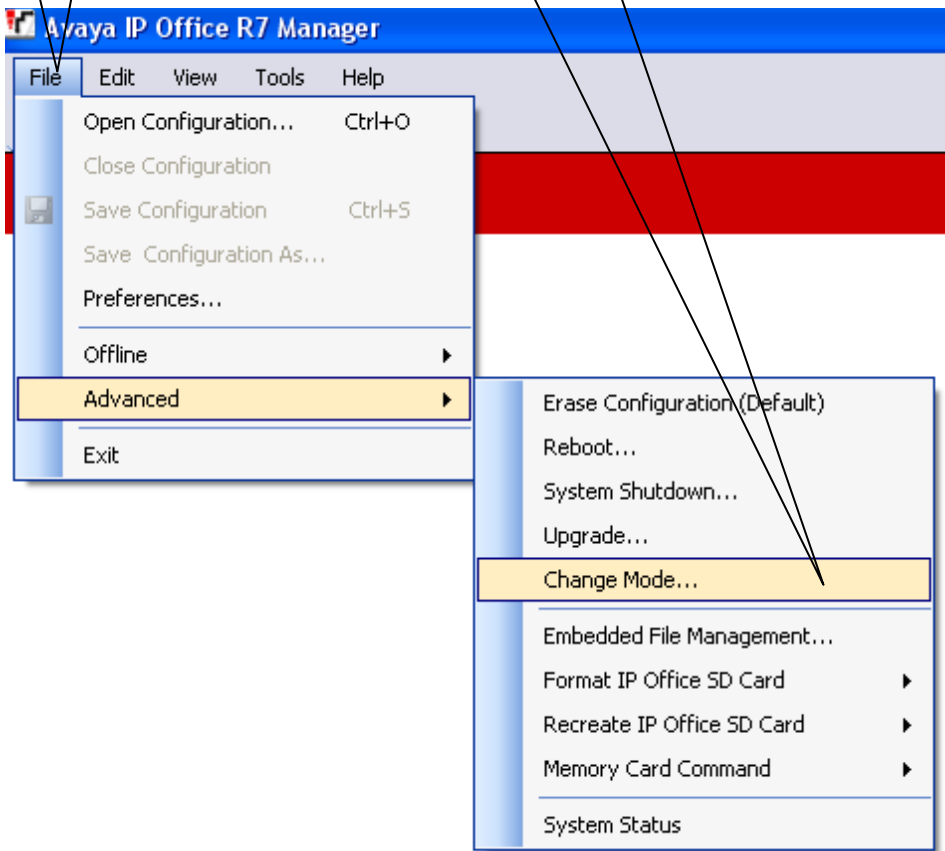 Avaya IP Office R7 Manager
File Edit View Tools Help
Open Configuration... Ctrl+O
Close Configuration
Save Configuration Ctrl+S
Save Configuration As...
Preferences...
Offline
Advanced
Exit
Erase Configuration (Default)
Reboot...
System Shutdown...
Upgrade...
Change Mode...
Embedded File Management...
Format IP Office SD Card
Recreate IP Office SD Card
Memory Card Command
System Status